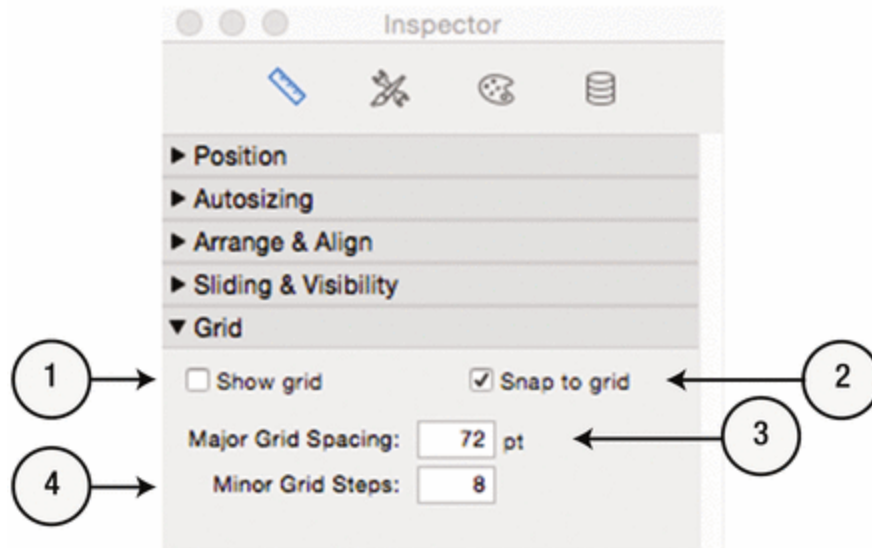 Inspector
Position
Autosizing
Arrange & Align
Sliding & Visibility
Grid
1
Show grid
Snap to grid
2
Major Grid Spacing: 72 pt
3
4
Minor Grid Steps: 8